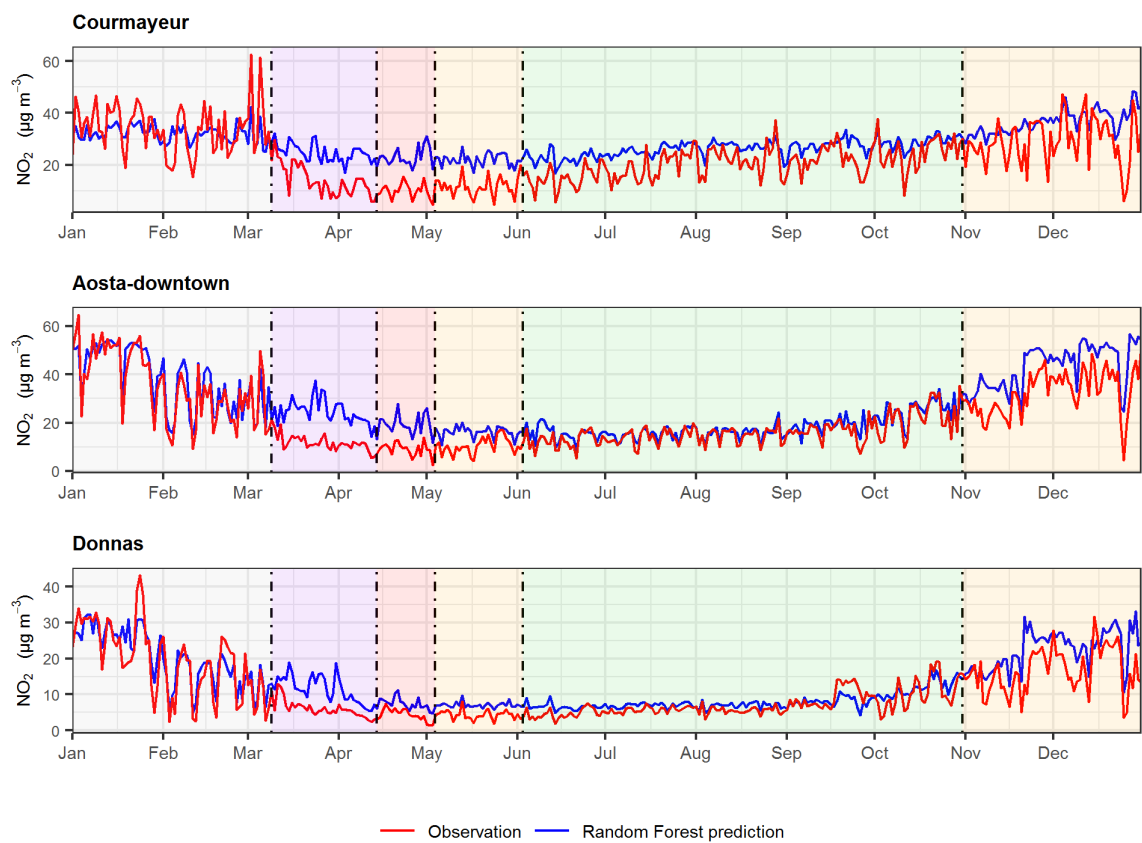 Courmayeur
NO₂ (µg m⁻³)
60
40
20
Jan Feb Mar Apr May Jun Jul Aug Sep Oct Nov Dec
Aosta-downtown
NO₂ (µg m⁻³)
60
40
20
0
Jan Feb Mar Apr May Jun Jul Aug Sep Oct Nov Dec
Donnas
NO₂ (µg m⁻³)
40
30
20
10
0
Jan Feb Mar Apr May Jun Jul Aug Sep Oct Nov Dec
Observation Random Forest prediction